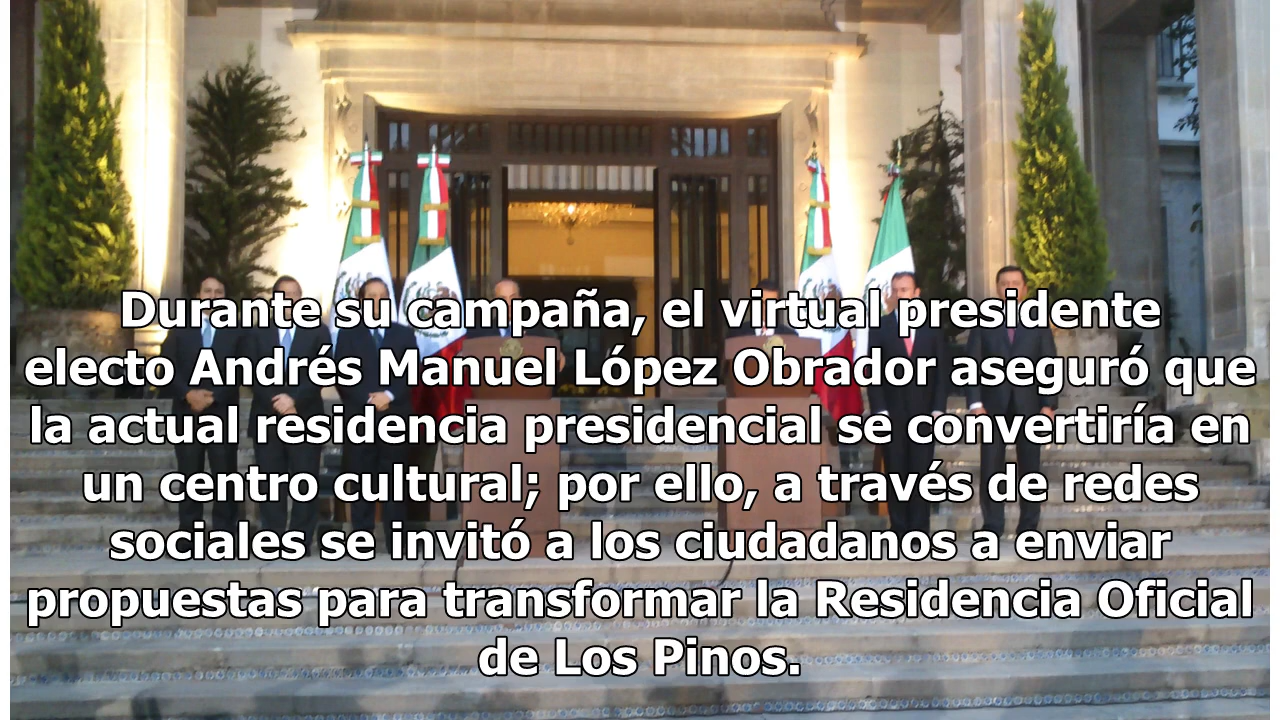 Durante su campaña, el virtual presidente
electo Andrés Manuel López Obrador aseguró que
la actual residencia presidencial se convertiría en
un centro cultural; por ello, a través de redes
sociales se invitó a los ciudadanos a enviar
propuestas para transformar la Residencia Oficial
de Los Pinos.